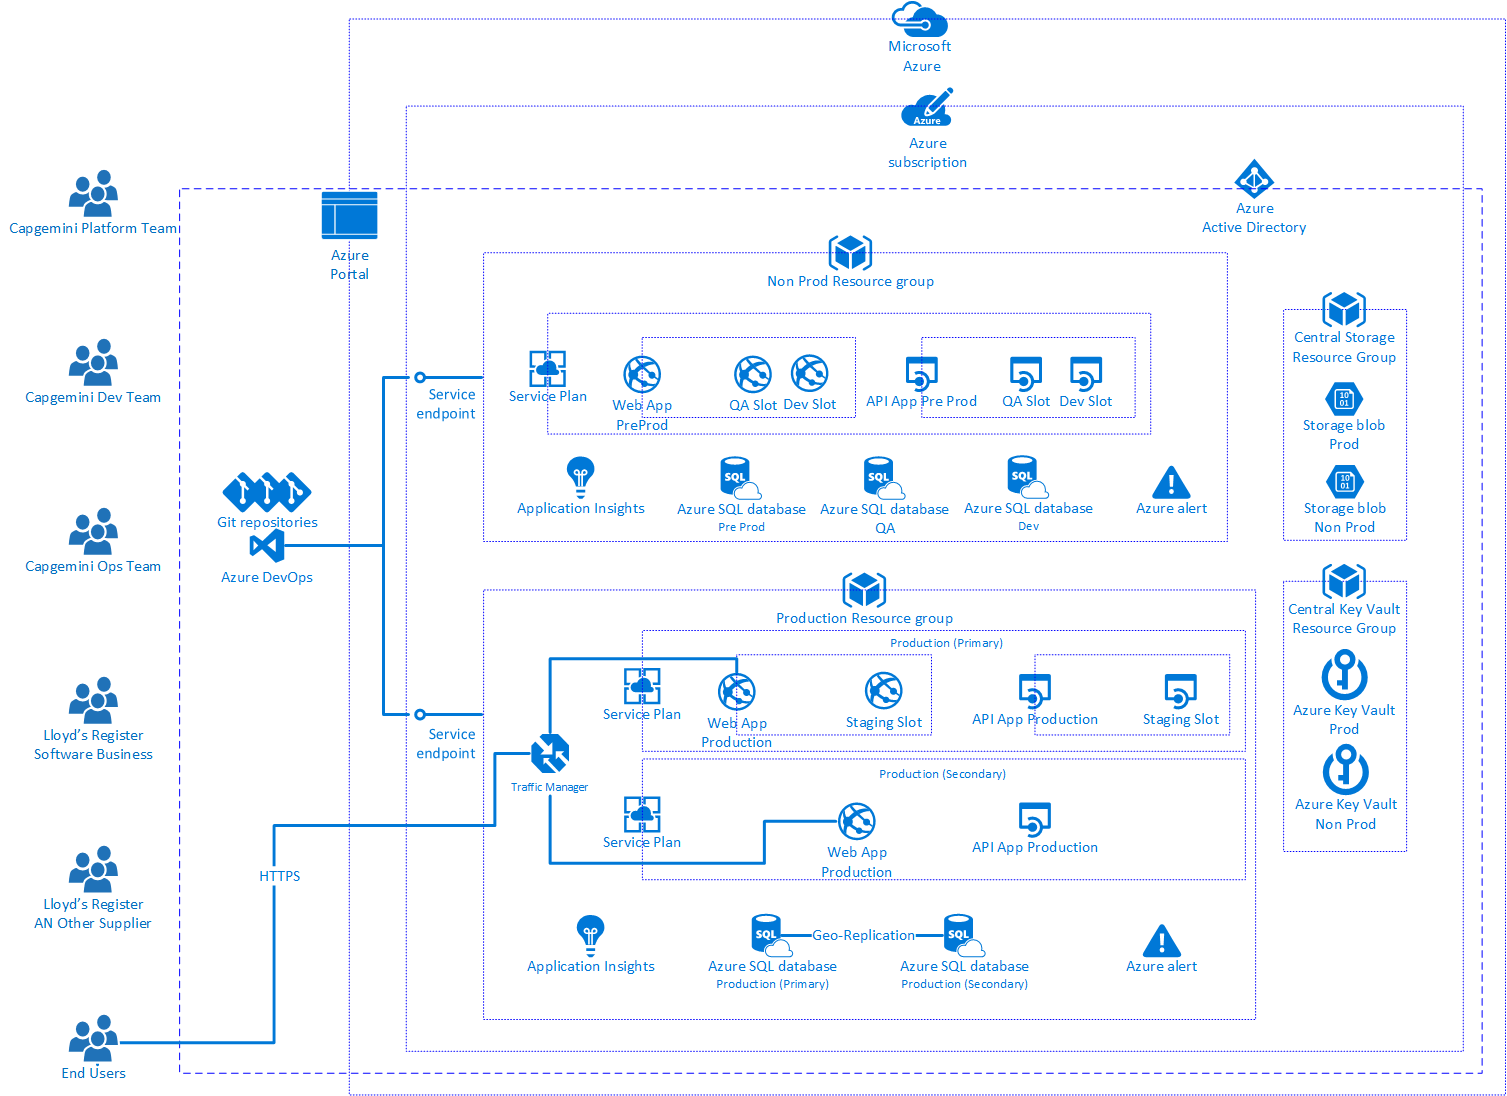 Microsoft
Azure
Azure
Azure
subscription
Capgemini Platform Team
Azure
Portal
Azure
Active Directory
Non Prod Resource group
Capgemini Dev Team
Service
endpoint
Service Plan
Web App
PreProd
QA Slot
Dev Slot
API App Pre Prod
QA Slot
Dev Slot
Central Storage
Resource Group
10
01
Storage blob
Prod
10
01
Storage blob
Non Prod
Git repositories
Azure DevOps
Capgemini Ops Team
Application Insights
SQL
Azure SQL database
Pre Prod
SQL
Azure SQL database
QA
SQL
Azure SQL database
Dev
Azure alert
Production Resource group
Production (Primary)
Service Plan
Web App
Production
Staging Slot
API App Production
Staging Slot
Central Key Vault
Resource Group
Azure Key Vault
Prod
Azure Key Vault
Non Prod
Lloyd's Register
Software Business
Service
endpoint
Traffic Manager
Production (Secondary)
Service Plan
Web App
Production
API App Production
HTTPS
Lloyd's Register
AN Other Supplier
Application Insights
SQL
Geo-Replication
SQL
Azure SQL database
Production (Primary)
Azure SQL database
Production (Secondary)
Azure alert
End Users